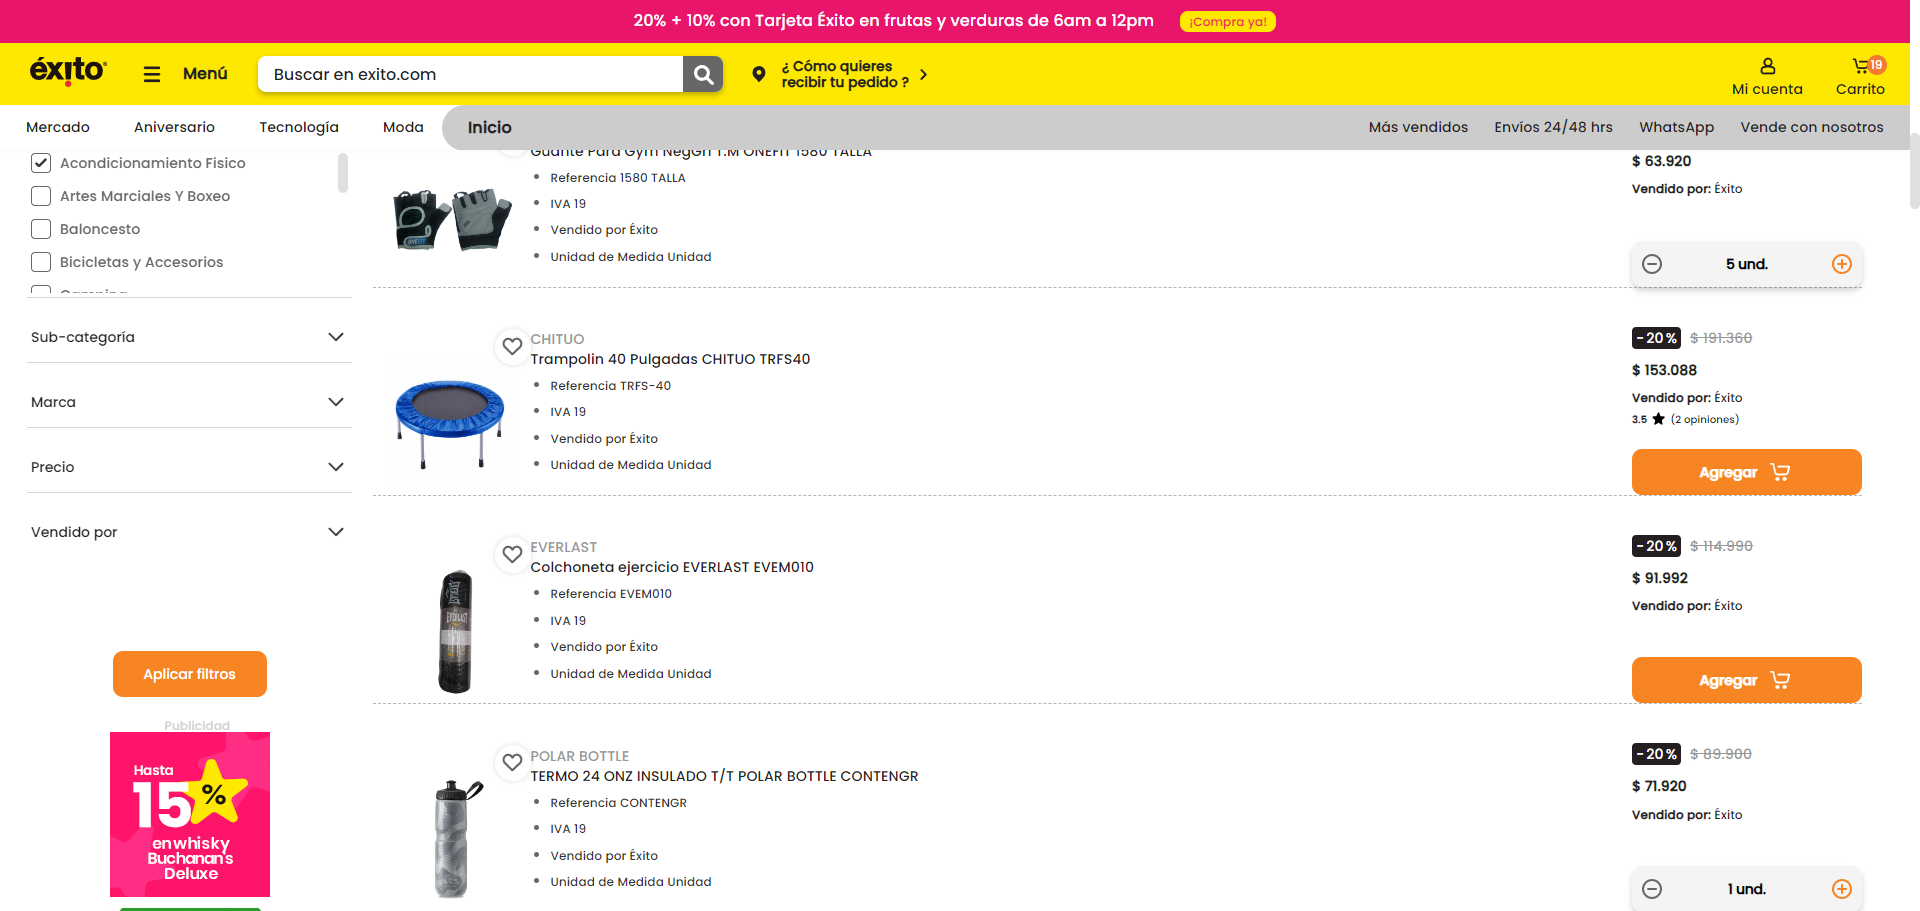 20% + 10% con Tarjeta Éxito en frutas y verduras de 6am a 12pm
¡Compra ya!
éxito
Menú
Buscar en exito.com
¿ Cómo quieres
recibir tu pedido ?
Mi cuenta
19
Carrito
Mercado
Aniversario
Tecnología
Moda
Inicio
Más vendidos
Envíos 24/48 hrs
WhatsApp
Vende con nosotros
Acondicionamiento Fisico
Artes Marciales Y Boxeo
Baloncesto
Bicicletas y Accesorios
Camping
Sub-categoría
Marca
Precio
Vendido por
Aplicar filtros
Publicidad
Hasta
15%
en whisky
Buchanan's
Deluxe
Guante Para Gym NegGri T.M ONEFIT 1580 TALLA
Referencia 1580 TALLA
IVA 19
Vendido por Éxito
Unidad de Medida Unidad
$ 63.920
Vendido por: Éxito
5 und.
CHITUO
Trampolin 40 Pulgadas CHITUO TRFS40
Referencia TRFS-40
IVA 19
Vendido por Éxito
Unidad de Medida Unidad
-20% $ 191.360
$ 153.088
Vendido por: Éxito
3.5 (2 opiniones)
Agregar
EVERLAST
Colchoneta ejercicio EVERLAST EVEM010
Referencia EVEM010
IVA 19
Vendido por Éxito
Unidad de Medida Unidad
-20% $ 114.990
$ 91.992
Vendido por: Éxito
Agregar
POLAR BOTTLE
TERMO 24 ONZ INSULADO T/T POLAR BOTTLE CONTENGR
Referencia CONTENGR
IVA 19
Vendido por Éxito
Unidad de Medida Unidad
-20% $ 89.900
$ 71.920
Vendido por: Éxito
1 und.